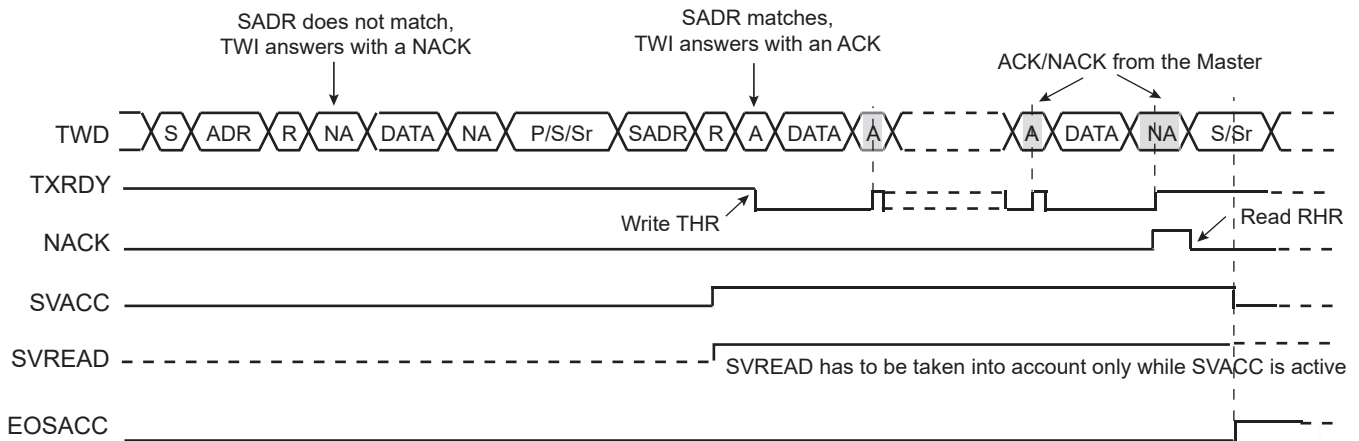 SADR does not match,
TWI answers with a NACK
SADR matches,
TWI answers with an ACK
ACK/NACK from the Master
TWD S ADR R NA DATA NA P/S/Sr SADR R A DATA A A DATA NA S/Sr
TXRDY
Write THR
Read RHR
NACK
SVACC
SVREAD
SVREAD has to be taken into account only while SVACC is active
EOSACC